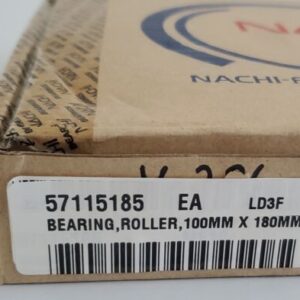 NACHI-F
57115185 EA LD3F
BEARING,ROLLER,100MM X 180MM